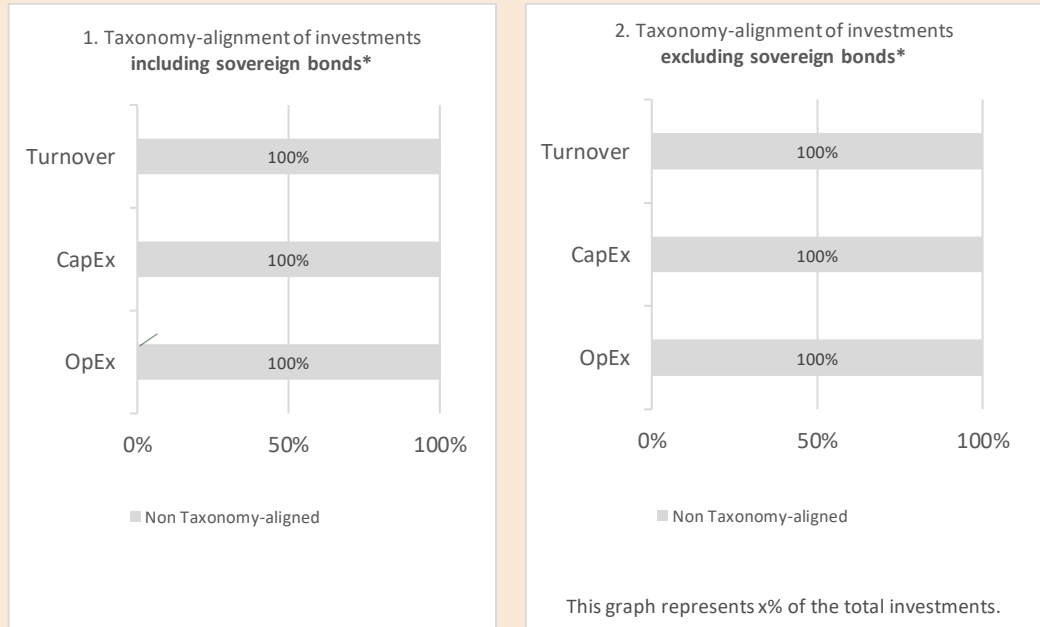 1. Taxonomy-alignment of investments
including sovereign bonds*
Turnover
100%
CapEx
100%
OpEx
100%
0%
50%
100%
Non Taxonomy-aligned
2. Taxonomy-alignment of investments
excluding sovereign bonds*
Turnover
100%
CapEx
100%
OpEx
100%
0%
50%
100%
Non Taxonomy-aligned
This graph represents x% of the total investments.